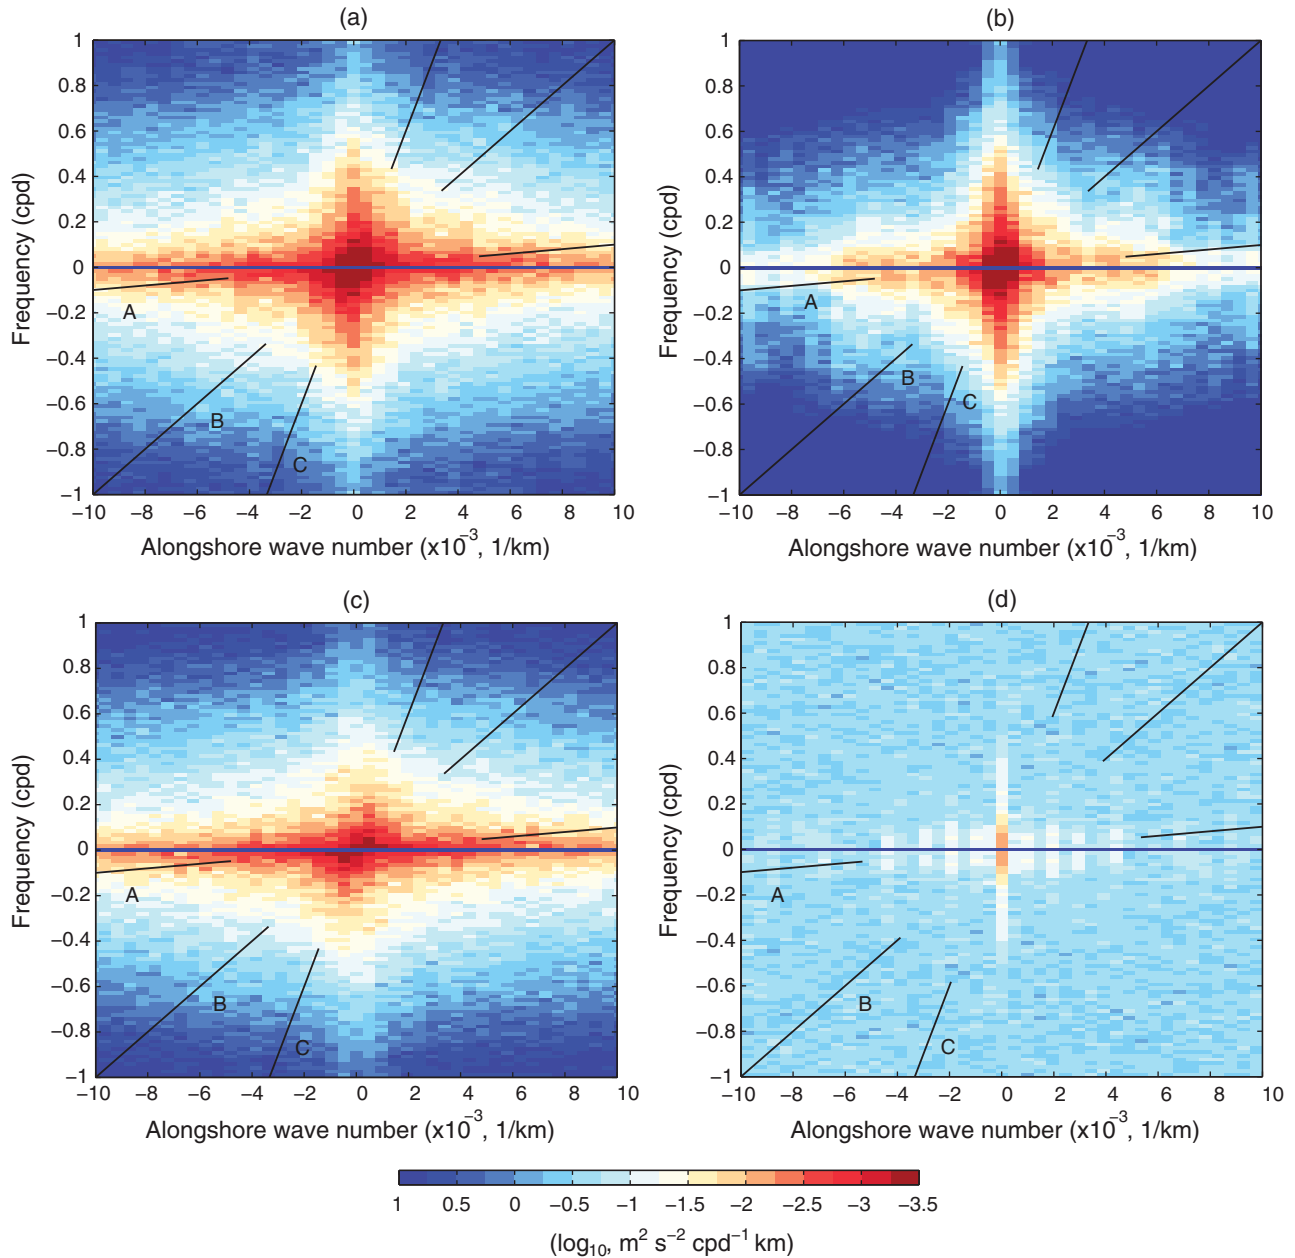 (a)
(b)
1
0.8
0.6
0.4
0.2
0
−0.2
−0.4
−0.6
−0.8
−1
Frequency (cpd)
A
B
C
−10 −8 −6 −4 −2 0 2 4 6 8 10
Alongshore wave number (x10−3, 1/km)
1
0.8
0.6
0.4
0.2
0
−0.2
−0.4
−0.6
−0.8
−1
Frequency (cpd)
A
B
C
−10 −8 −6 −4 −2 0 2 4 6 8 10
Alongshore wave number (x10−3, 1/km)
(c)
(d)
1
0.8
0.6
0.4
0.2
0
−0.2
−0.4
−0.6
−0.8
−1
Frequency (cpd)
A
B
C
−10 −8 −6 −4 −2 0 2 4 6 8 10
Alongshore wave number (x10−3, 1/km)
1
0.8
0.6
0.4
0.2
0
−0.2
−0.4
−0.6
−0.8
−1
Frequency (cpd)
A
B
C
−10 −8 −6 −4 −2 0 2 4 6 8 10
Alongshore wave number (x10−3, 1/km)
1 0.5 0 −0.5 −1 −1.5 −2 −2.5 −3 −3.5
(log10, m2 s−2 cpd−1 km)